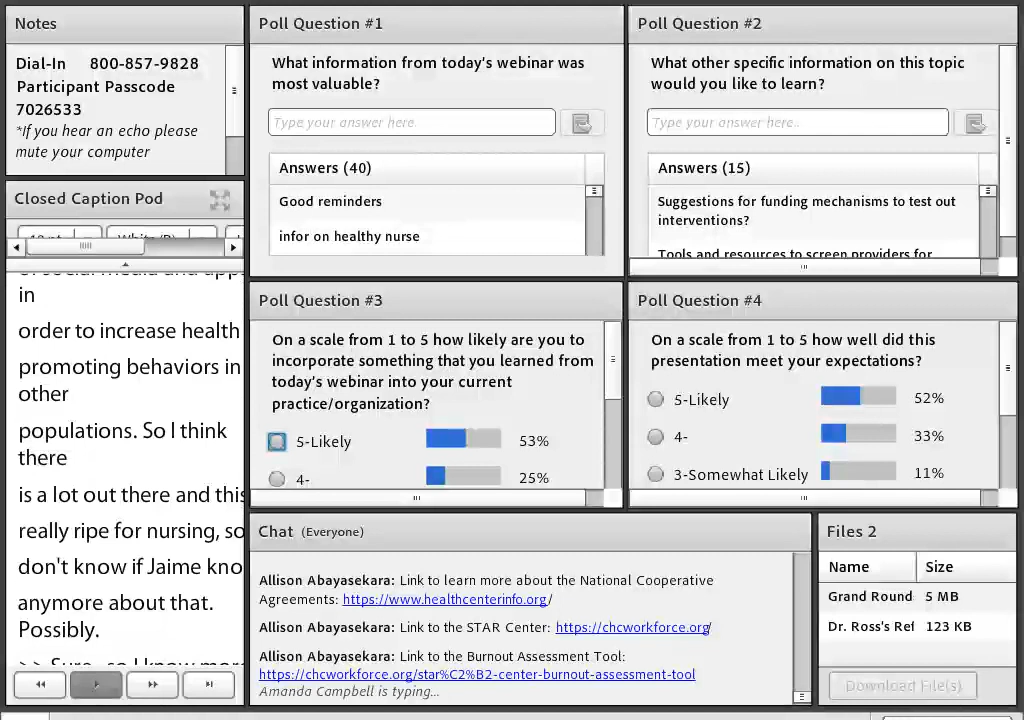 Notes
Dial-In 800-857-9828
Participant Passcode
7026533
*If you hear an echo please
mute your computer
Closed Caption Pod
of social media and
in
order to increase health
promoting behaviors in
other
populations. So I think
there
is a lot out there and this
really ripe for nursing, so
don't know if Jaime
anymore about that.
Possibly.
>> Sure, so I know more
Poll Question #1
What information from today's webinar was
most valuable?
Type your answer here.
Answers (40)
Good reminders
infor on healthy nurse
Poll Question #2
What other specific information on this topic
would you like to learn?
Type your answer here..
Answers (15)
Suggestions for funding mechanisms to test out
interventions?
Tools and resources to screen providers for
Poll Question #3
On a scale from 1 to 5 how likely are you to
incorporate something that you learned from
today's webinar into your current
practice/organization?
5-Likely 53%
4- 25%
Poll Question #4
On a scale from 1 to 5 how well did this
presentation meet your expectations?
5-Likely 52%
4- 33%
3-Somewhat Likely 11%
Chat (Everyone)
Allison Abayasekara: Link to learn more about the National Cooperative
Agreements: https://www.healthcenterinfo.org/
Allison Abayasekara: Link to the STAR Center: https://chcworkforce.org/
Allison Abayasekara: Link to the Burnout Assessment Tool:
https://chcworkforce.org/star%C2%B2-center-burnout-assessment-tool
Amanda Campbell is typing...
Files 2
Name Size
Grand Round 5 MB
Dr. Ross's Ref 123 KB
Download File(s)